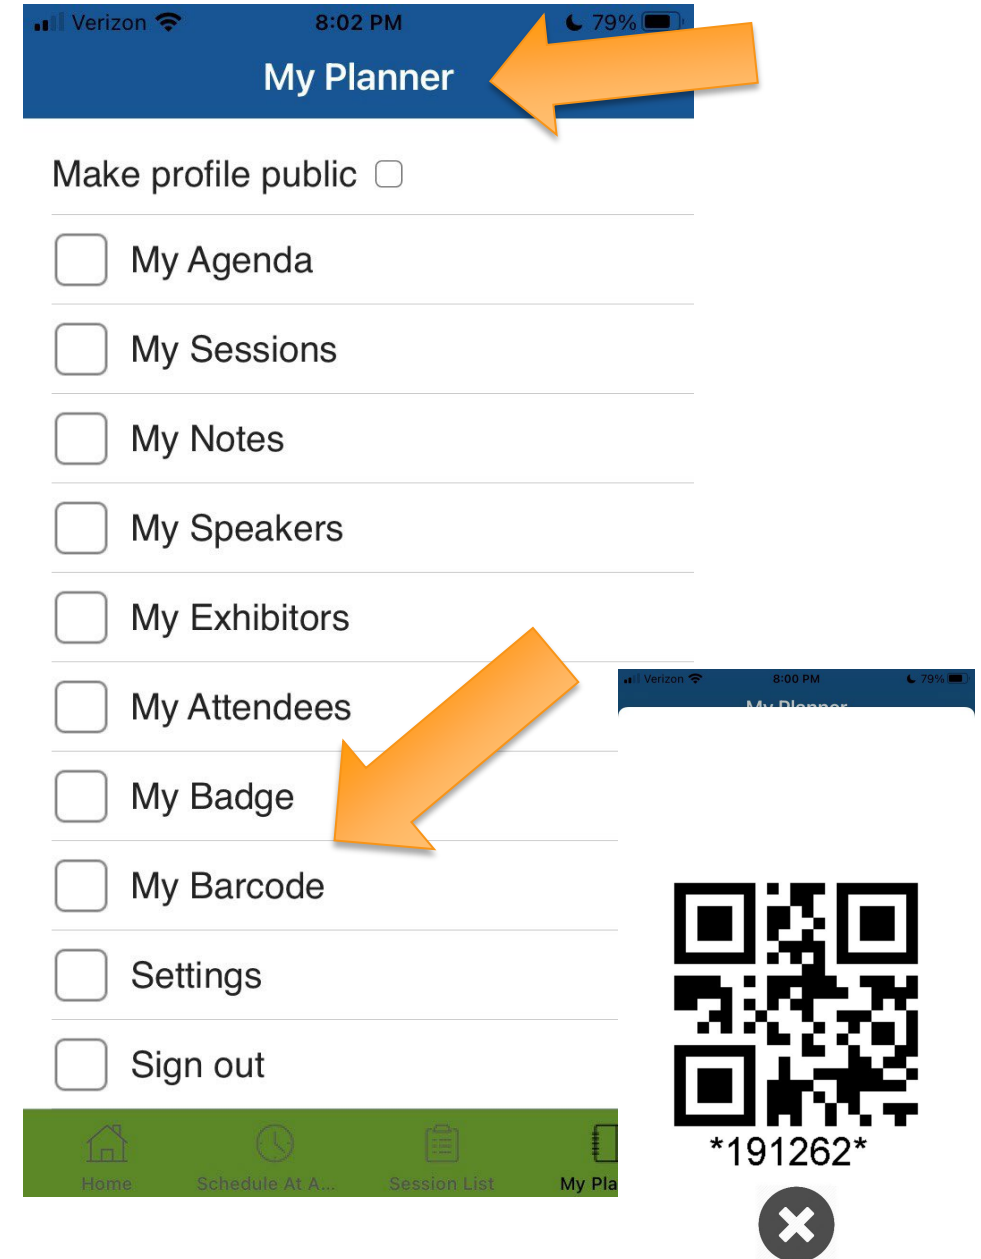 Verizon 8:02 PM 79%
My Planner
Make profile public
My Agenda
My Sessions
My Notes
My Speakers
My Exhibitors
My Attendees
My Badge
My Barcode
Settings
Sign out
Home Schedule At A... Session List My Pla
Verizon 8:00 PM 79%
My Planner
*191262*